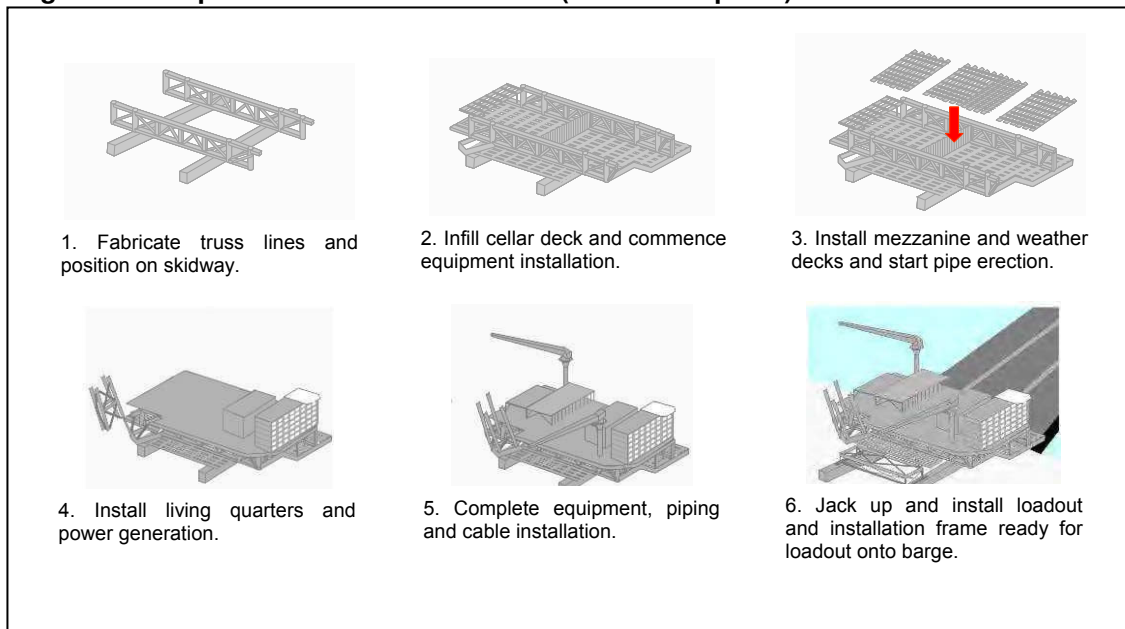 1. Fabricate truss lines and
position on skidway.
2. Infill cellar deck and commence
equipment installation.
3. Install mezzanine and weather
decks and start pipe erection.
4. Install living quarters and
power generation.
5. Complete equipment, piping
and cable installation.
6. Jack up and install loadout
and installation frame ready for
loadout onto barge.